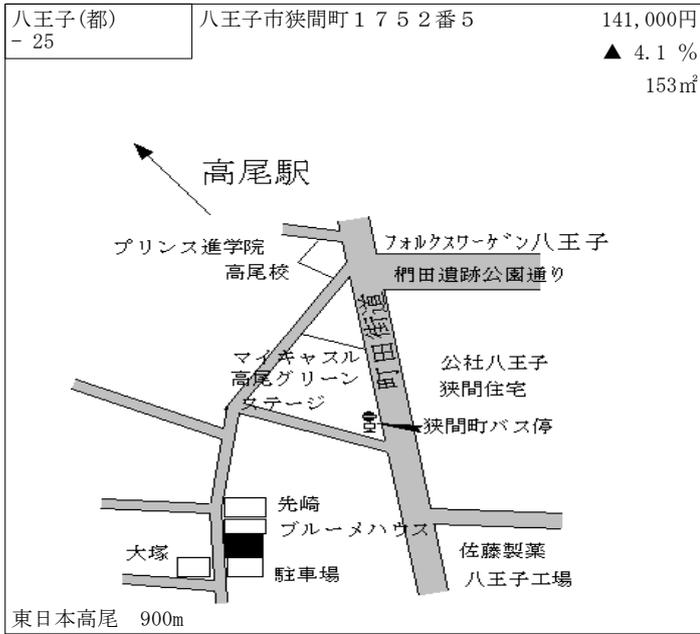 八王子(都)
- 25
八王子市狭間町１７５２番５
141,000円
▲ 4.1 %
153㎡
高尾駅
プリンス進学院
高尾校
フォルクスワーゲン八王子
椚田遺跡公園通り
町田街道
マイキャスル
高尾グリーン
ステージ
公社八王子
狭間住宅
狭間町バス停
先崎
ブルーメハウス
大塚
駐車場
佐藤製薬
八王子工場
東日本高尾　900m